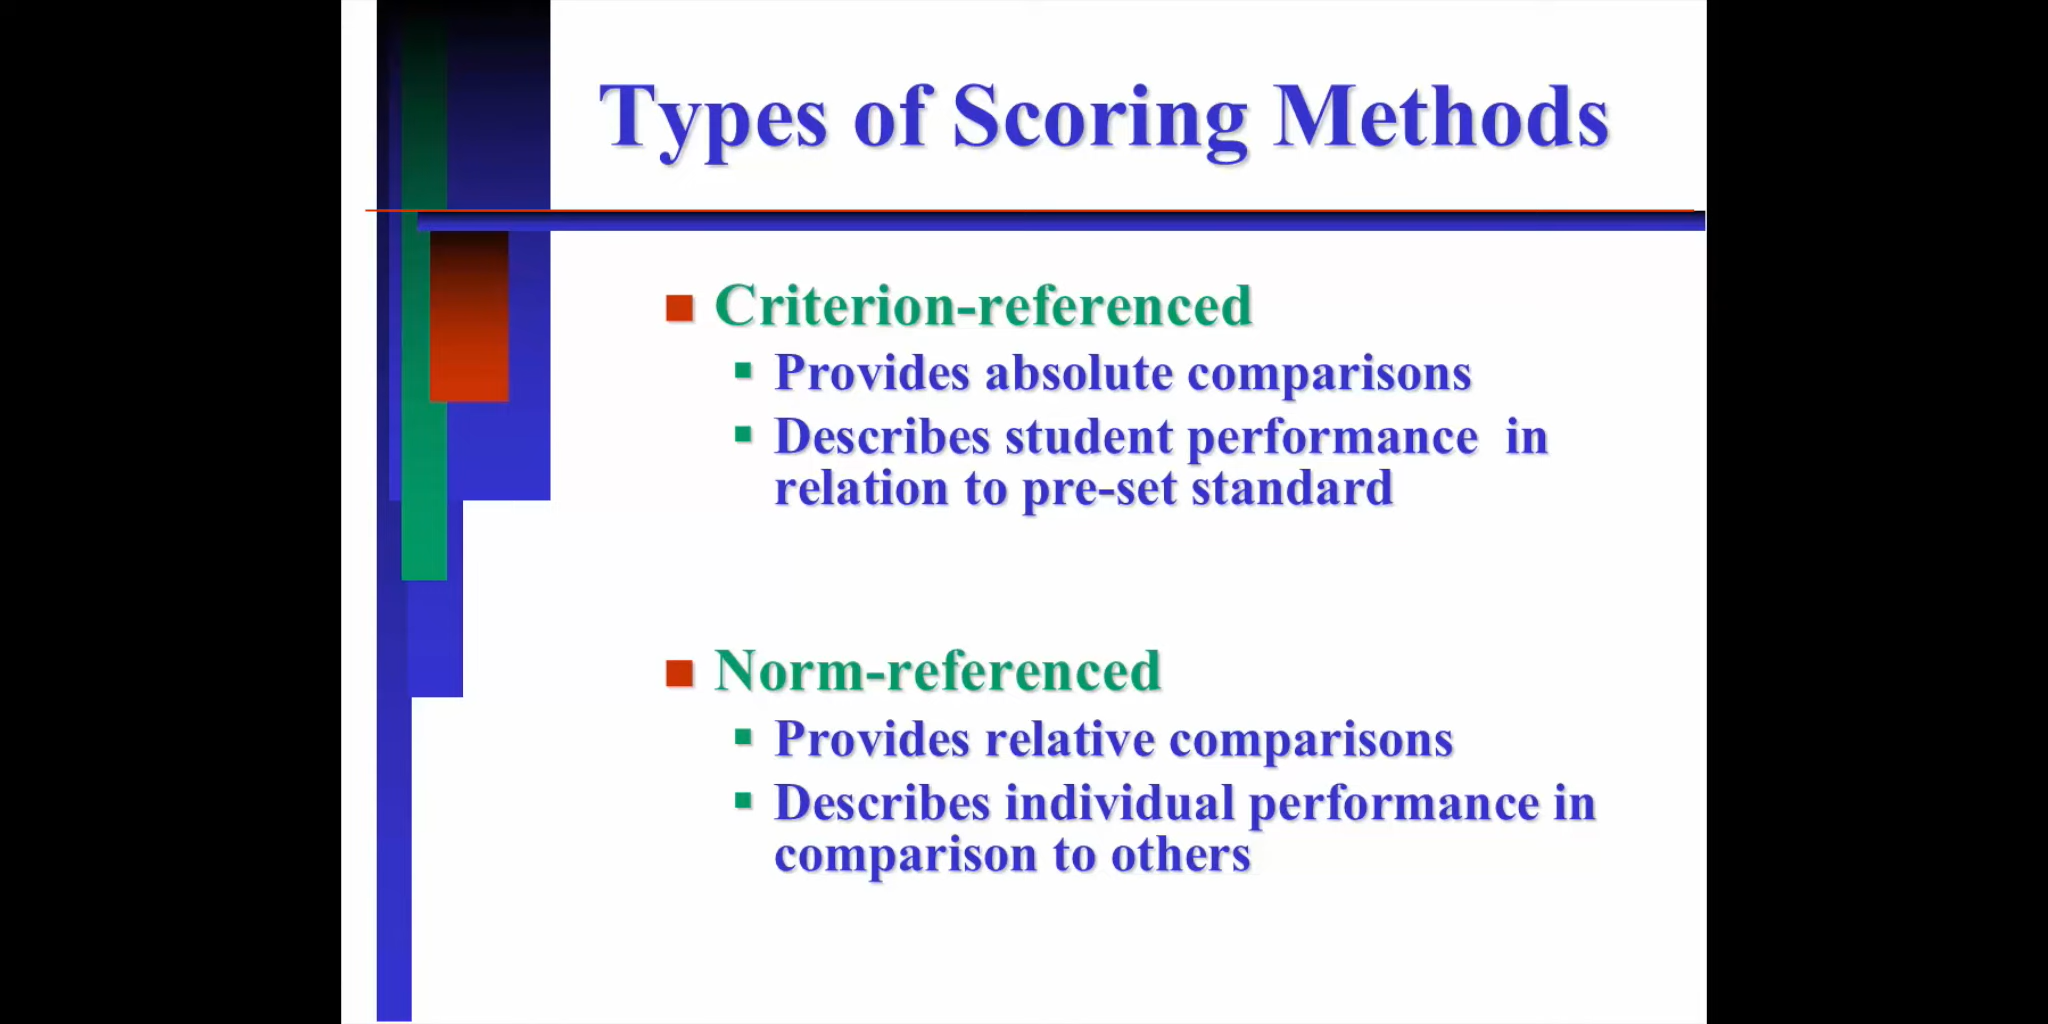 Types of Scoring Methods
Criterion-referenced
Provides absolute comparisons
Describes student performance in
relation to pre-set standard
Norm-referenced
Provides relative comparisons
Describes individual performance in
comparison to others